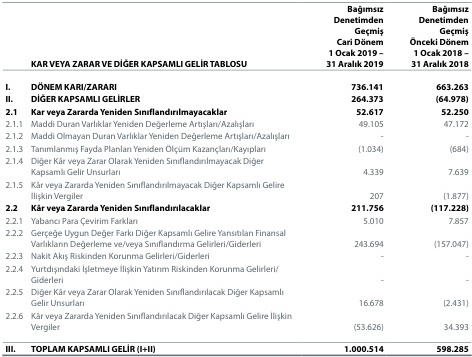 Bağımsız Bağımsız
Denetimden Denetimden
Geçmiş Geçmiş
Cari Dönem Önceki Dönem
1 Ocak 2019 – 1 Ocak 2018 –
KAR VEYA ZARAR VE DİĞER KAPSAMLI GELİR TABLOSU 31 Aralık 2019 31 Aralık 2018
I. DÖNEM KARI/ZARARI 736.141 663.263
II. DİĞER KAPSAMLI GELİRLER 264.373 (64.978)
2.1 Kar veya Zararda Yeniden Sınıflandırılmayacaklar 52.617 52.250
2.1.1 Maddi Duran Varlıklar Yeniden Değerleme Artışları/Azalışları 49.105 47.172
2.1.2 Maddi Olmayan Duran Varlıklar Yeniden Değerleme Artışları/Azalışları - -
2.1.3 Tanımlanmış Fayda Planları Yeniden Ölçüm Kazançları/Kayıpları (1.034) (684)
2.1.4 Diğer Kâr veya Zarar Olarak Yeniden Sınıflandırılmayacak Diğer
Kapsamlı Gelir Unsurları 4.339 7.639
2.1.5 Kâr veya Zararda Yeniden Sınıflandırılmayacak Diğer Kapsamlı Gelire
İlişkin Vergiler 207 (1.877)
2.2 Kâr veya Zararda Yeniden Sınıflandırılacaklar 211.756 (117.228)
2.2.1 Yabancı Para Çevirim Farkları 5.010 7.857
2.2.2 Gerçeğe Uygun Değer Farkı Diğer Kapsamlı Gelire Yansıtılan Finansal
Varlıkların Değerleme ve/veya Sınıflandırma Gelirleri/Giderleri 243.694 (157.047)
2.2.3 Nakit Akış Riskinden Korunma Gelirleri/Giderleri - -
2.2.4 Yurtdışındaki İşletmeye İlişkin Yatırım Riskinden Korunma Gelirleri/
Giderleri - -
2.2.5 Diğer Kâr veya Zarar Olarak Yeniden Sınıflandırılacak Diğer Kapsamlı
Gelir Unsurları 16.678 (2.431)
2.2.6 Kâr veya Zararda Yeniden Sınıflandırılacak Diğer Kapsamlı Gelire İlişkin
Vergiler (53.626) 34.393
III. TOPLAM KAPSAMLI GELİR (I+II) 1.000.514 598.285